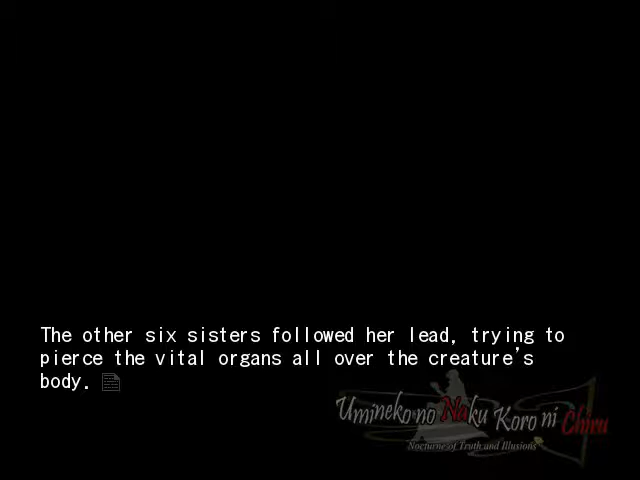 The other six sisters followed her lead, trying to
pierce the vital organs all over the creature's
body.
Umineko no Naku Koro ni Chiru
Nocturne of Truth and Illusions